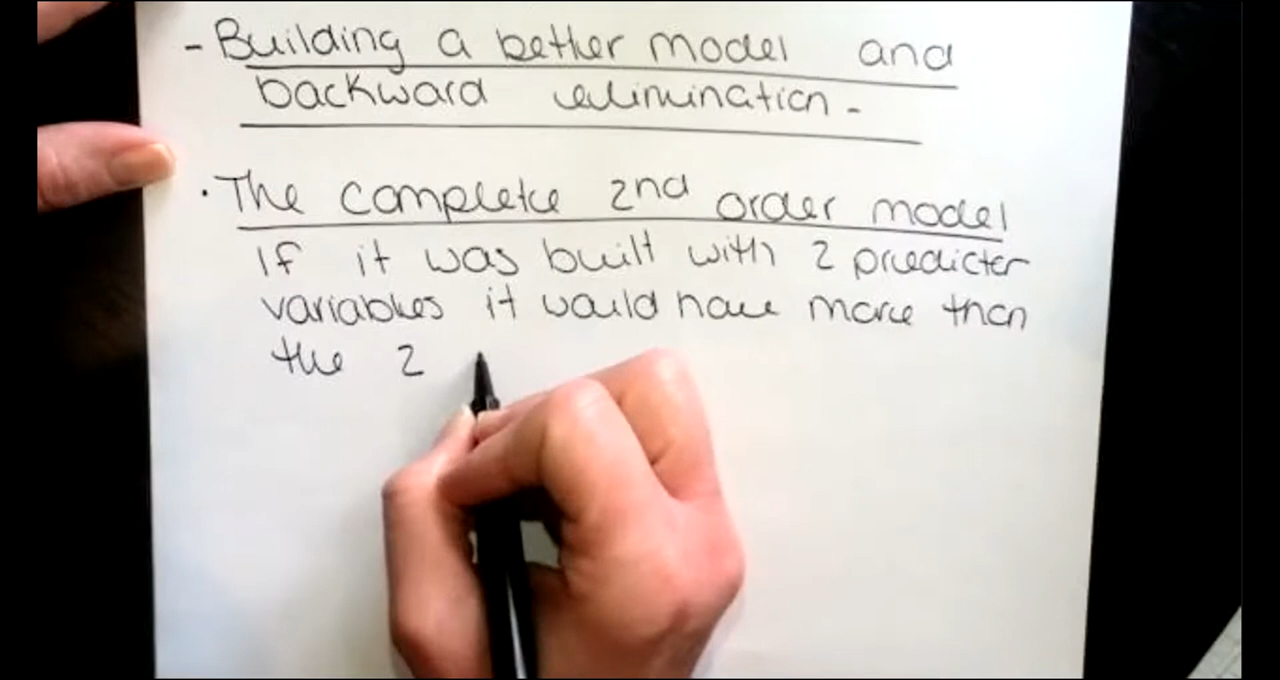 - Building a better model and
backward elimination -
· The complete 2nd order model
If it was built with 2 predicter
variables it would have more than
the 2